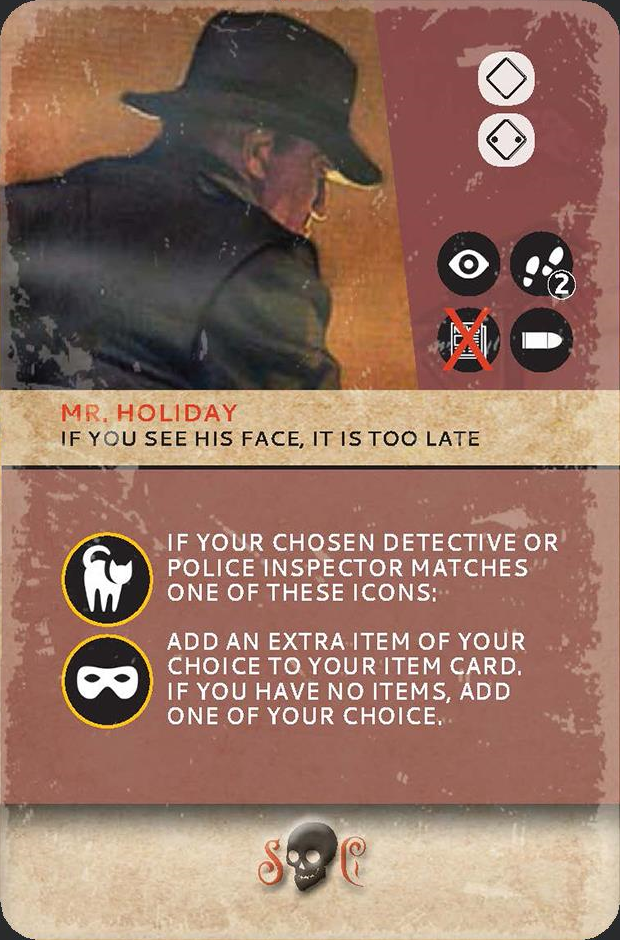 2
MR. HOLIDAY
IF YOU SEE HIS FACE, IT IS TOO LATE
IF YOUR CHOSEN DETECTIVE OR
POLICE INSPECTOR MATCHES
ONE OF THESE ICONS:
ADD AN EXTRA ITEM OF YOUR
CHOICE TO YOUR ITEM CARD.
IF YOU HAVE NO ITEMS, ADD
ONE OF YOUR CHOICE.
S C